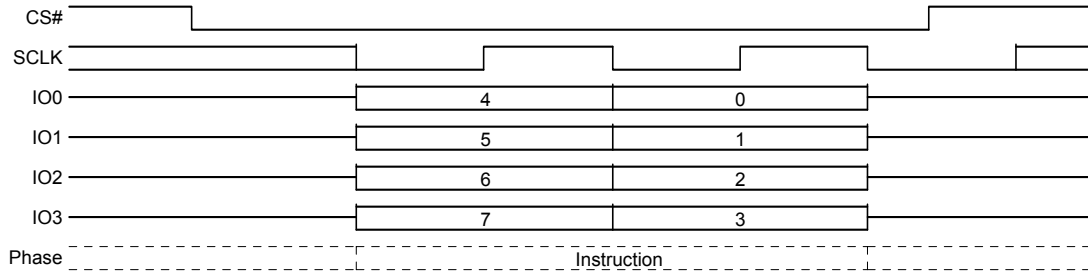 CS#
SCLK
IO0 4 0
IO1 5 1
IO2 6 2
IO3 7 3
Phase Instruction